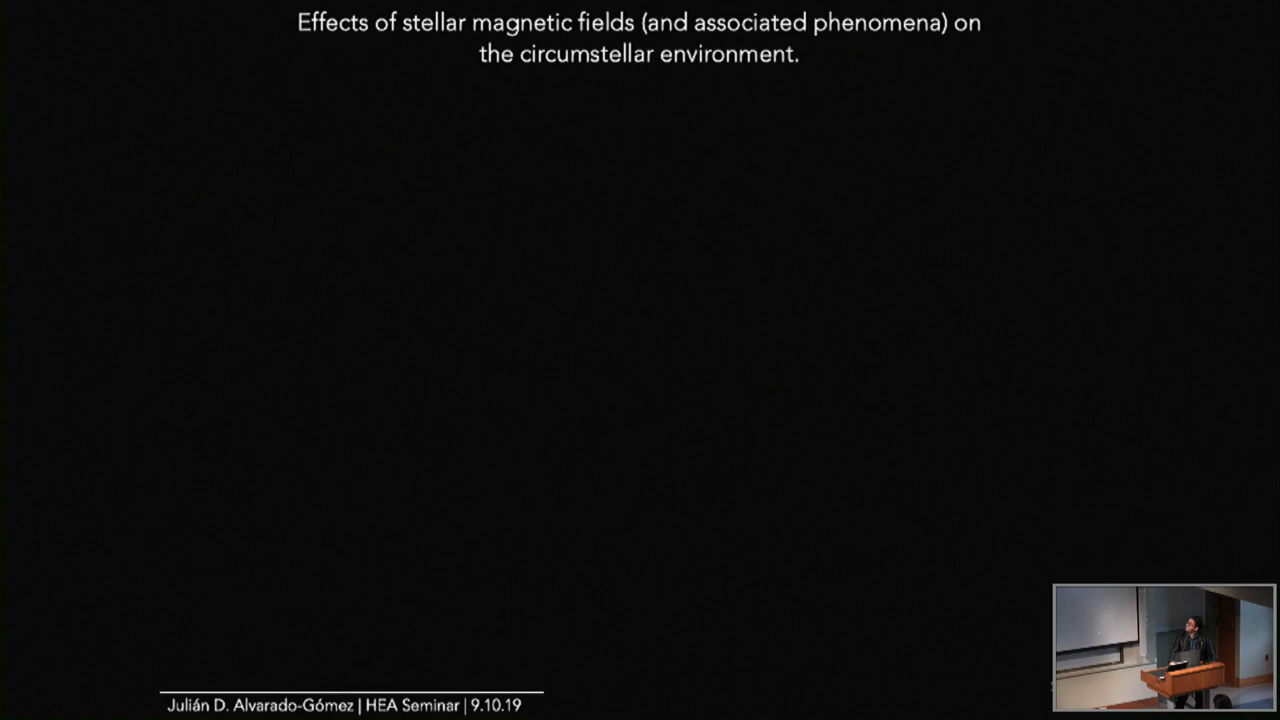 Effects of stellar magnetic fields (and associated phenomena) on
the circumstellar environment.
Julián D. Alvarado-Gómez | HEA Seminar | 9.10.19